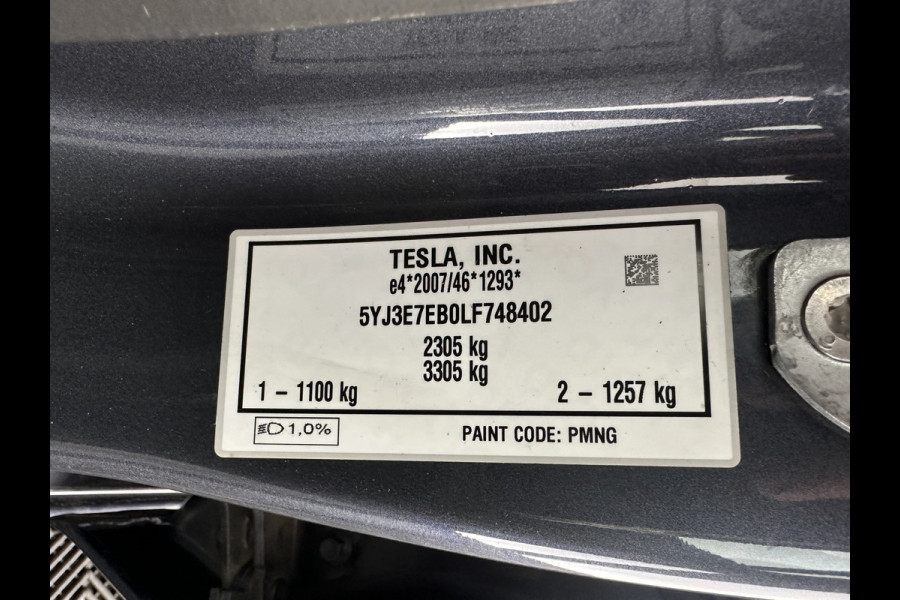 TESLA, INC.
e4*2007/46*1293*
5YJ3E7EB0LF748402
2305 kg
3305 kg
1 – 1100 kg
2 – 1257 kg
1,0%
PAINT CODE: PMNG